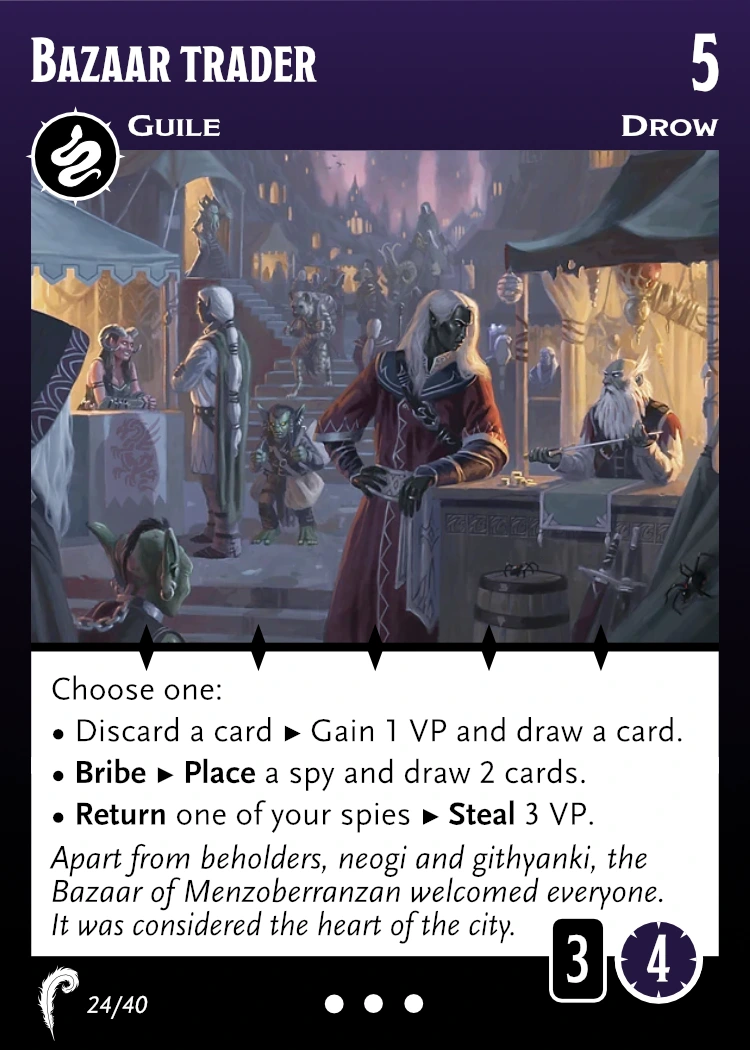 BAZAAR TRADER 5
GUILE DROW
Choose one:
• Discard a card ▸ Gain 1 VP and draw a card.
• Bribe ▸ Place a spy and draw 2 cards.
• Return one of your spies ▸ Steal 3 VP.
Apart from beholders, neogi and githyanki, the
Bazaar of Menzoberranzan welcomed everyone.
It was considered the heart of the city.
3 4
24/40